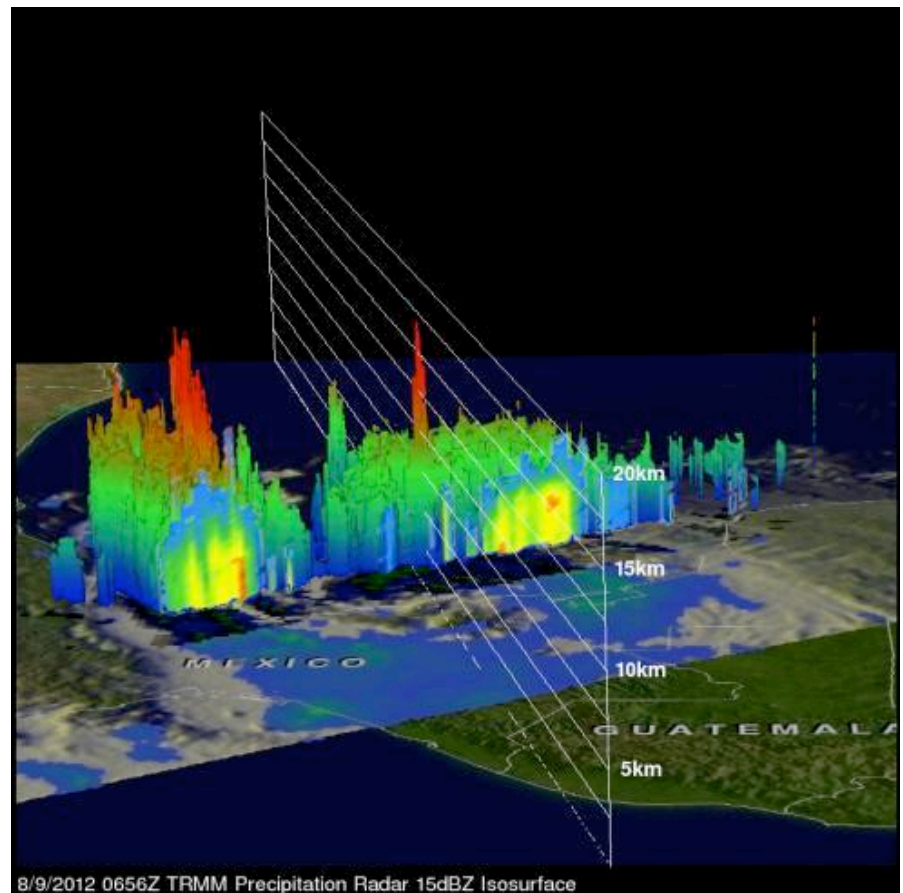 20km
15km
MEXICO
10km
GUATEMALA
5km
8/9/2012 0656Z TRMM Precipitation Radar 15dBZ Isosurface